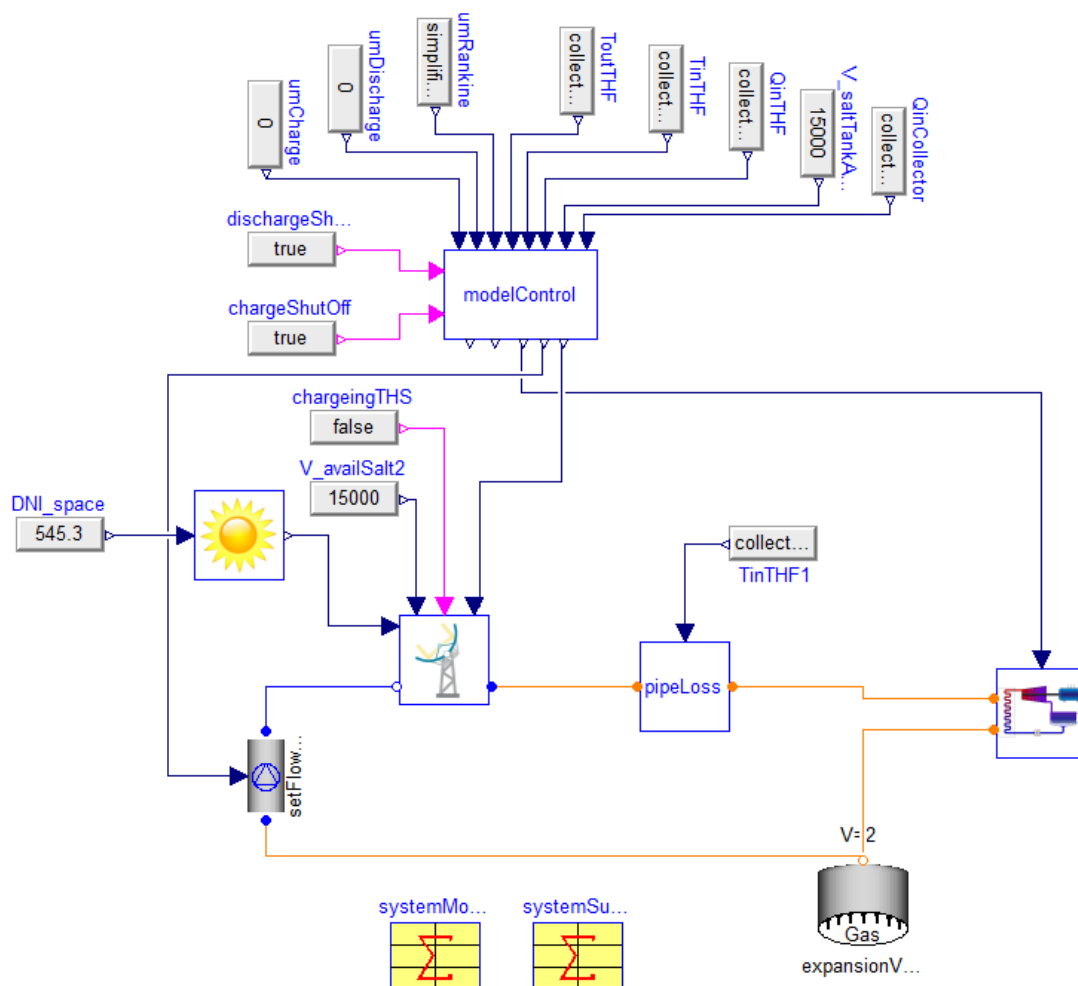 umCharge
0
umDischarge
0
umRankine
simplifi...
ToutTHF
collect...
TinTHF
collect...
QinTHF
collect...
V_saltTankA...
15000
QinCollector
collect...
dischargeSh...
true
modelControl
chargeShutOff
true
chargeingTHS
false
V_availSalt2
15000
DNI_space
545.3
collect...
TinTHF1
pipeLoss
setFlow...
V=2
Gas
expansionV...
systemMo...
systemSu...